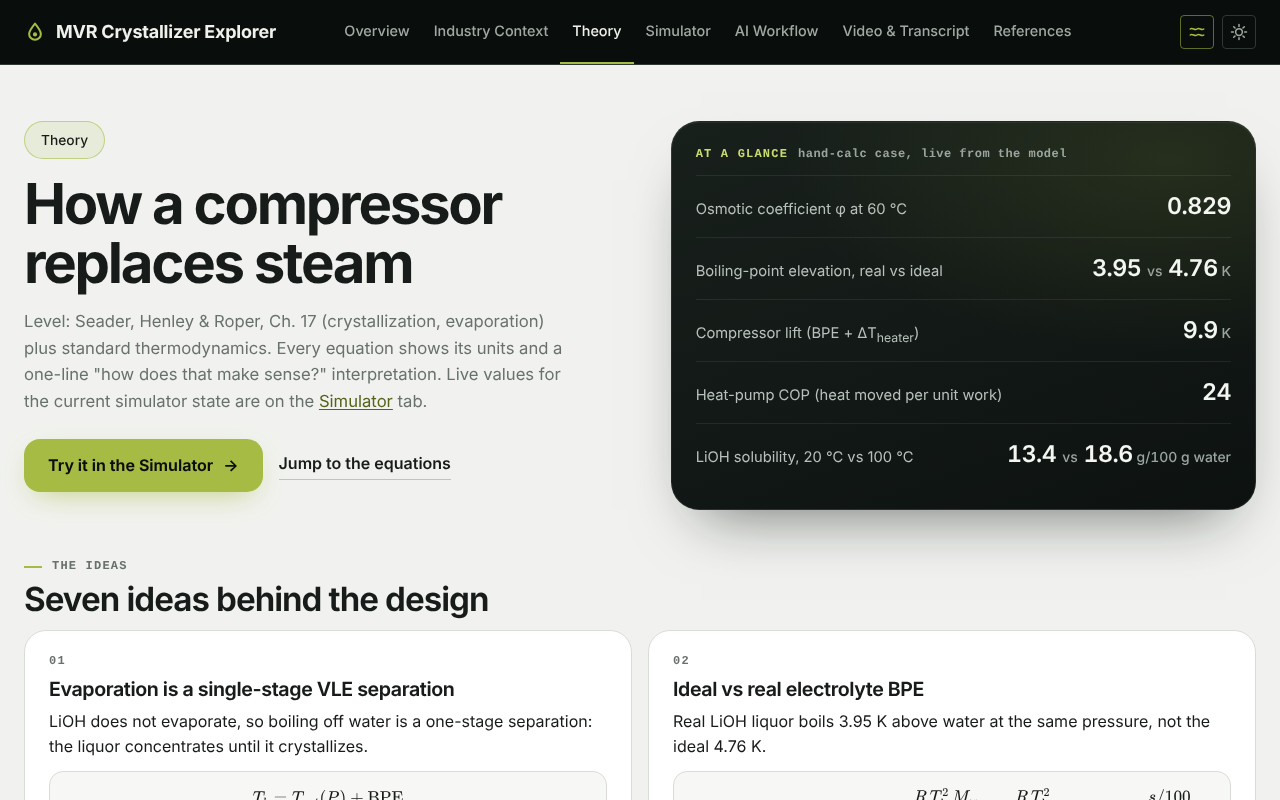 MVR Crystallizer Explorer
Overview
Industry Context
Theory
Simulator
AI Workflow
Video & Transcript
References
Theory
How a compressor
replaces steam
Level: Seader, Henley & Roper, Ch. 17 (crystallization, evaporation)
plus standard thermodynamics. Every equation shows its units and a
one-line "how does that make sense?" interpretation. Live values for
the current simulator state are on the Simulator tab.
Try it in the Simulator →
Jump to the equations
AT A GLANCE hand-calc case, live from the model
Osmotic coefficient φ at 60 °C 0.829
Boiling-point elevation, real vs ideal 3.95 vs 4.76 K
Compressor lift (BPE + ΔTheater) 9.9 K
Heat-pump COP (heat moved per unit work) 24
LiOH solubility, 20 °C vs 100 °C 13.4 vs 18.6 g/100 g water
THE IDEAS
Seven ideas behind the design
01
Evaporation is a single-stage VLE separation
LiOH does not evaporate, so boiling off water is a one-stage separation:
the liquor concentrates until it crystallizes.
02
Ideal vs real electrolyte BPE
Real LiOH liquor boils 3.95 K above water at the same pressure, not the
ideal 4.76 K.